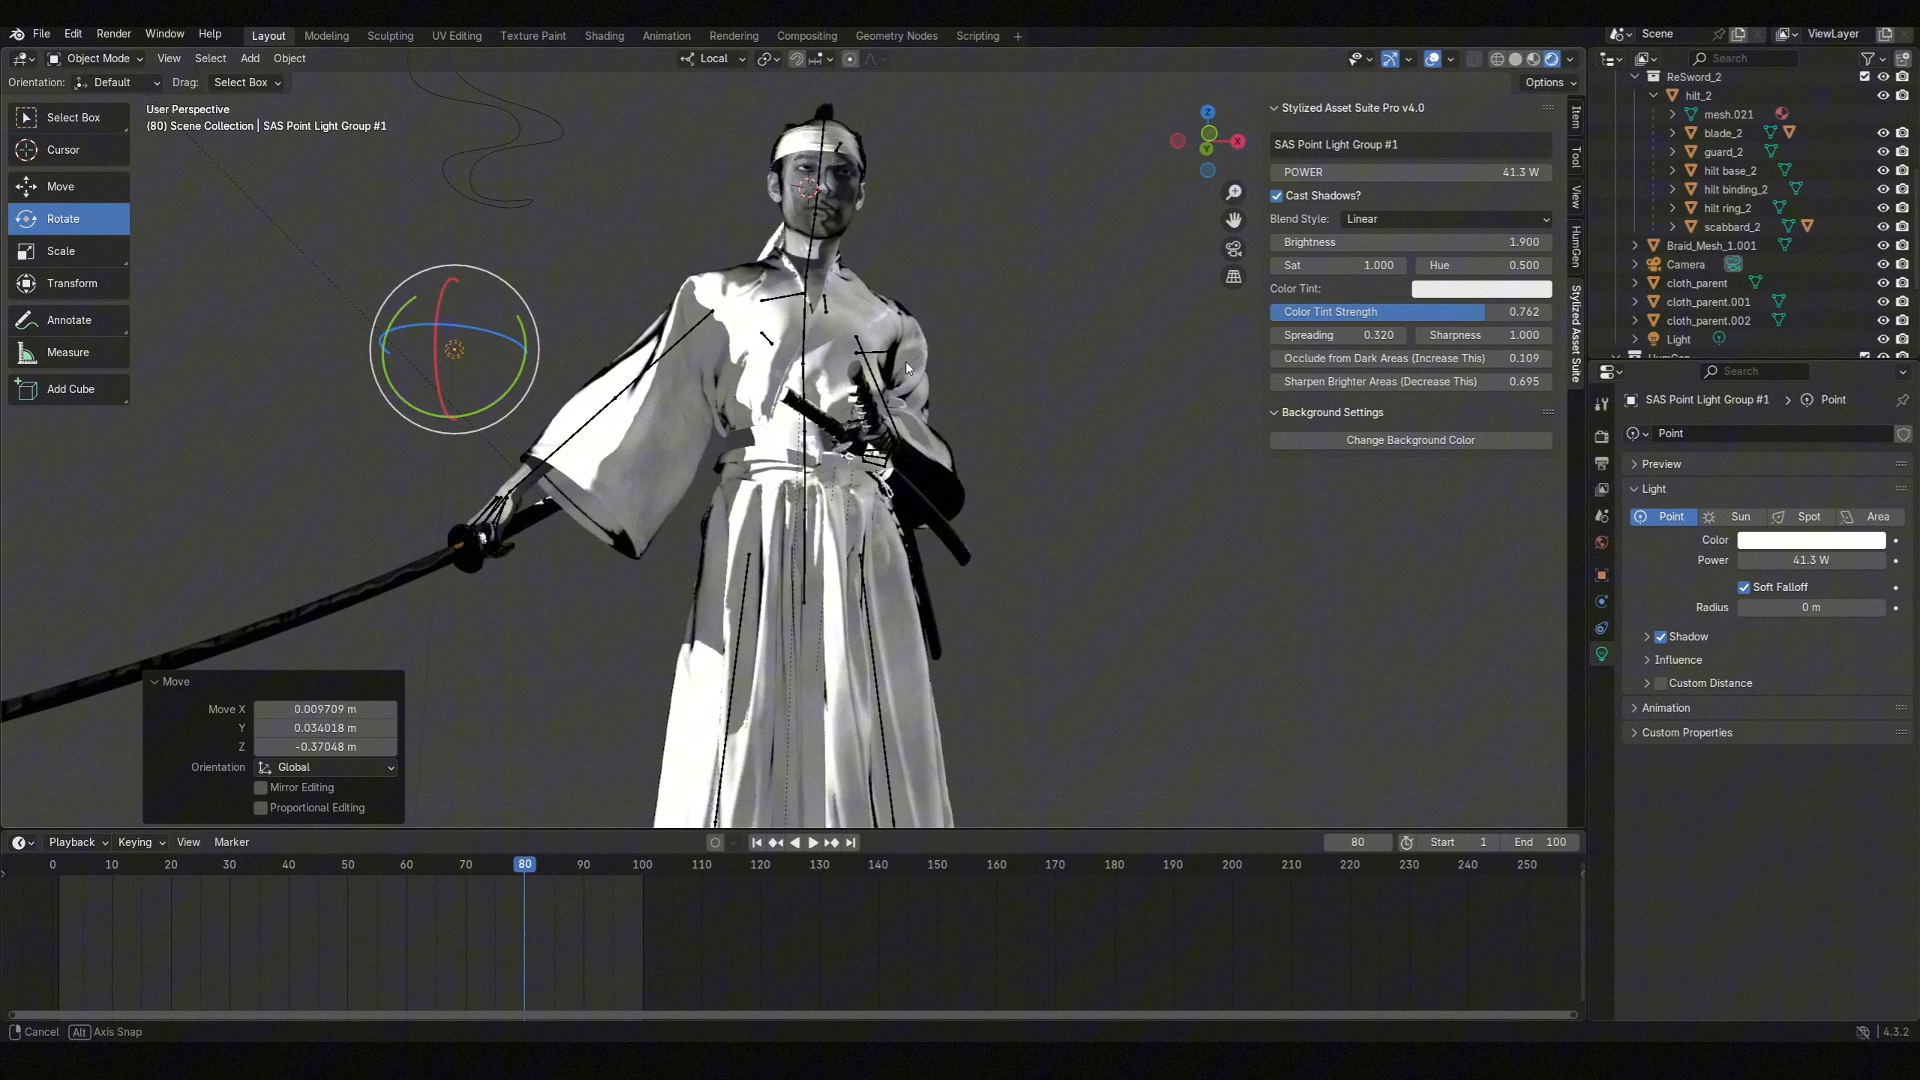 File Edit Render Window Help Layout Modeling Sculpting UV Editing Texture Paint Shading Animation Rendering Compositing Geometry Nodes Scripting + Scene ViewLayer
Object Mode View Select Add Object Local Search
Orientation: Default Drag: Select Box Options
User Perspective
(80) Scene Collection | SAS Point Light Group #1
Select Box
Cursor
Move
Rotate
Scale
Transform
Annotate
Measure
Add Cube
Z
X
Y
Stylized Asset Suite Pro v4.0
SAS Point Light Group #1
POWER 41.3 W
Cast Shadows?
Blend Style: Linear
Brightness 1.900
Sat 1.000 Hue 0.500
Color Tint:
Color Tint Strength 0.762
Spreading 0.320 Sharpness 1.000
Occlude from Dark Areas (Increase This) 0.109
Sharpen Brighter Areas (Decrease This) 0.695
Background Settings
Change Background Color
Item
Tool
View
HumGen
Stylized Asset Suite
ReSword_2
hilt_2
mesh.021
blade_2
guard_2
hilt base_2
hilt binding_2
hilt ring_2
scabbard_2
Braid_Mesh_1.001
Camera
cloth_parent
cloth_parent.001
cloth_parent.002
Light
Search
SAS Point Light Group #1 Point
Point
Preview
Light
Point Sun Spot Area
Color
Power 41.3 W
Soft Falloff
Radius 0 m
Shadow
Influence
Custom Distance
Animation
Custom Properties
Move
Move X 0.009709 m
Y 0.034018 m
Z -0.37048 m
Orientation Global
Mirror Editing
Proportional Editing
Playback Keying View Marker 80 Start 1 End 100
0 10 20 30 40 50 60 70 80 90 100 110 120 130 140 150 160 170 180 190 200 210 220 230 240 250
Cancel Alt Axis Snap 4.3.2